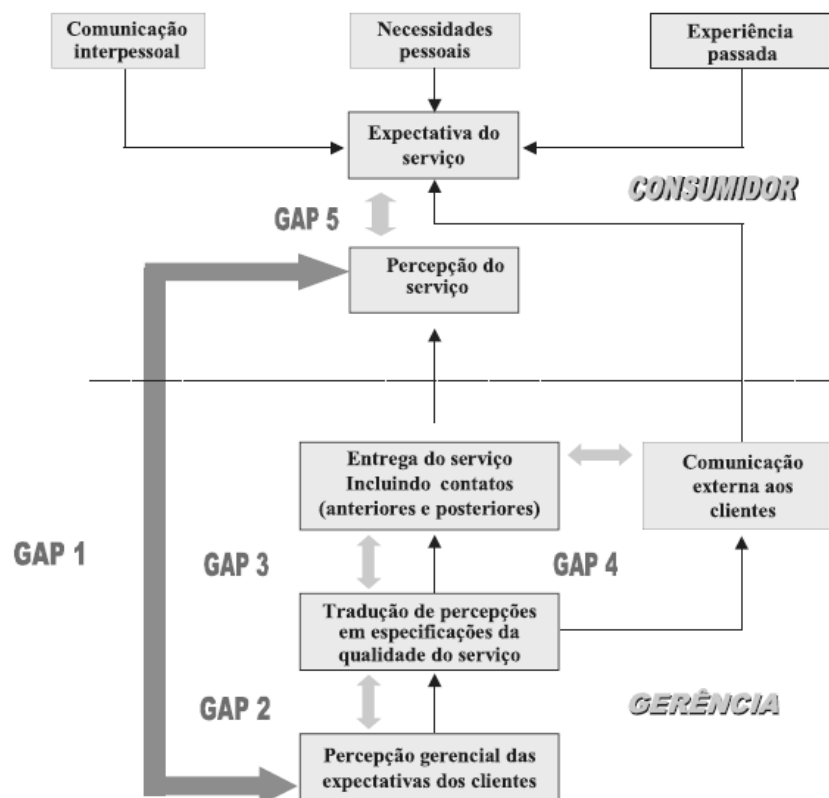 Comunicação
interpessoal
Necessidades
pessoais
Experiência
passada
Expectativa do
serviço
CONSUMIDOR
GAP 5
Percepção do
serviço
Entrega do serviço
Incluindo contatos
(anteriores e posteriores)
Comunicação
externa aos
clientes
GAP 1
GAP 3
GAP 4
Tradução de percepções
em especificações da
qualidade do serviço
GAP 2
GERÊNCIA
Percepção gerencial das
expectativas dos clientes